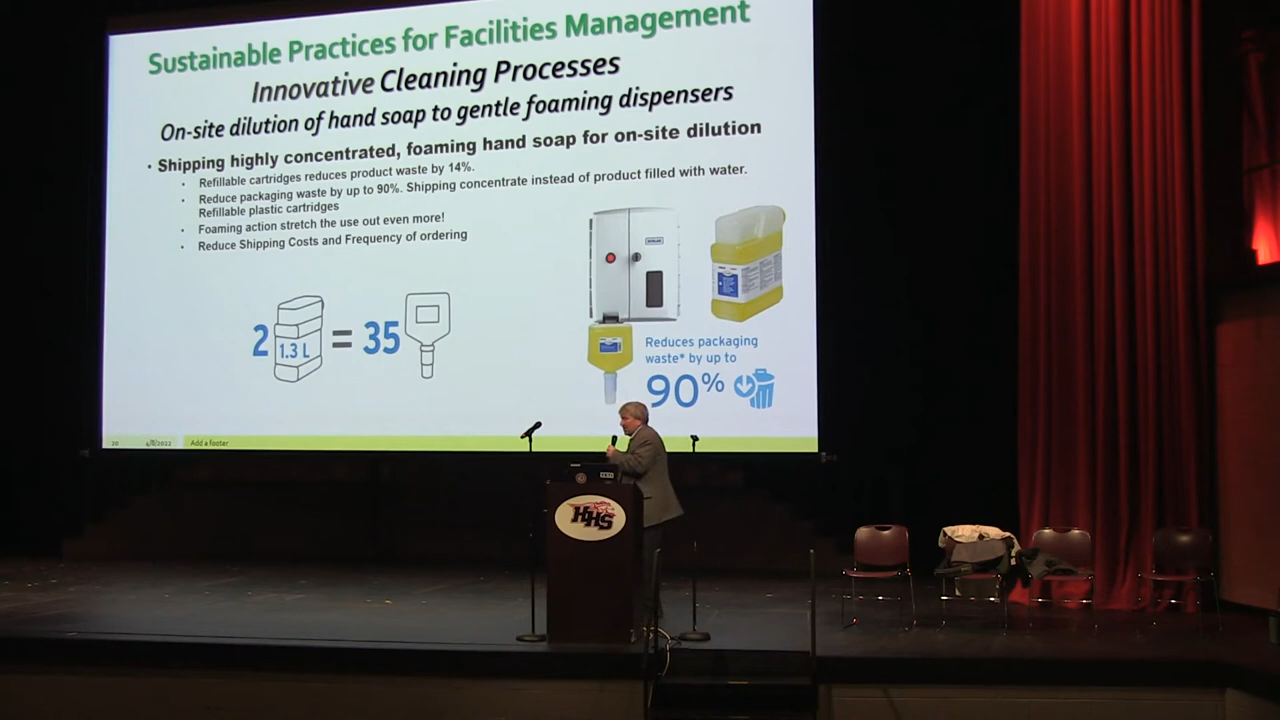 Sustainable Practices for Facilities Management
Innovative Cleaning Processes
On-site dilution of hand soap to gentle foaming dispensers
• Shipping highly concentrated, foaming hand soap for on-site dilution
• Refillable cartridges reduces product waste by 14%.
• Reduce packaging waste by up to 90%. Shipping concentrate instead of product filled with water.
Refillable plastic cartridges
• Foaming action stretch the use out even more!
• Reduce Shipping Costs and Frequency of ordering
2 1.3 L = 35
Reduces packaging
waste* by up to
90%
20 4/8/2022 Add a footer
HHS